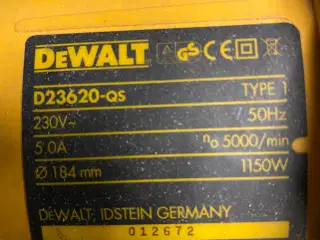 DEWALT
D23620-QS TYPE 1
230V~ 50Hz
5.0A n₀ 5000/min
Ø 184 mm 1150W
DEWALT, IDSTEIN GERMANY
012672